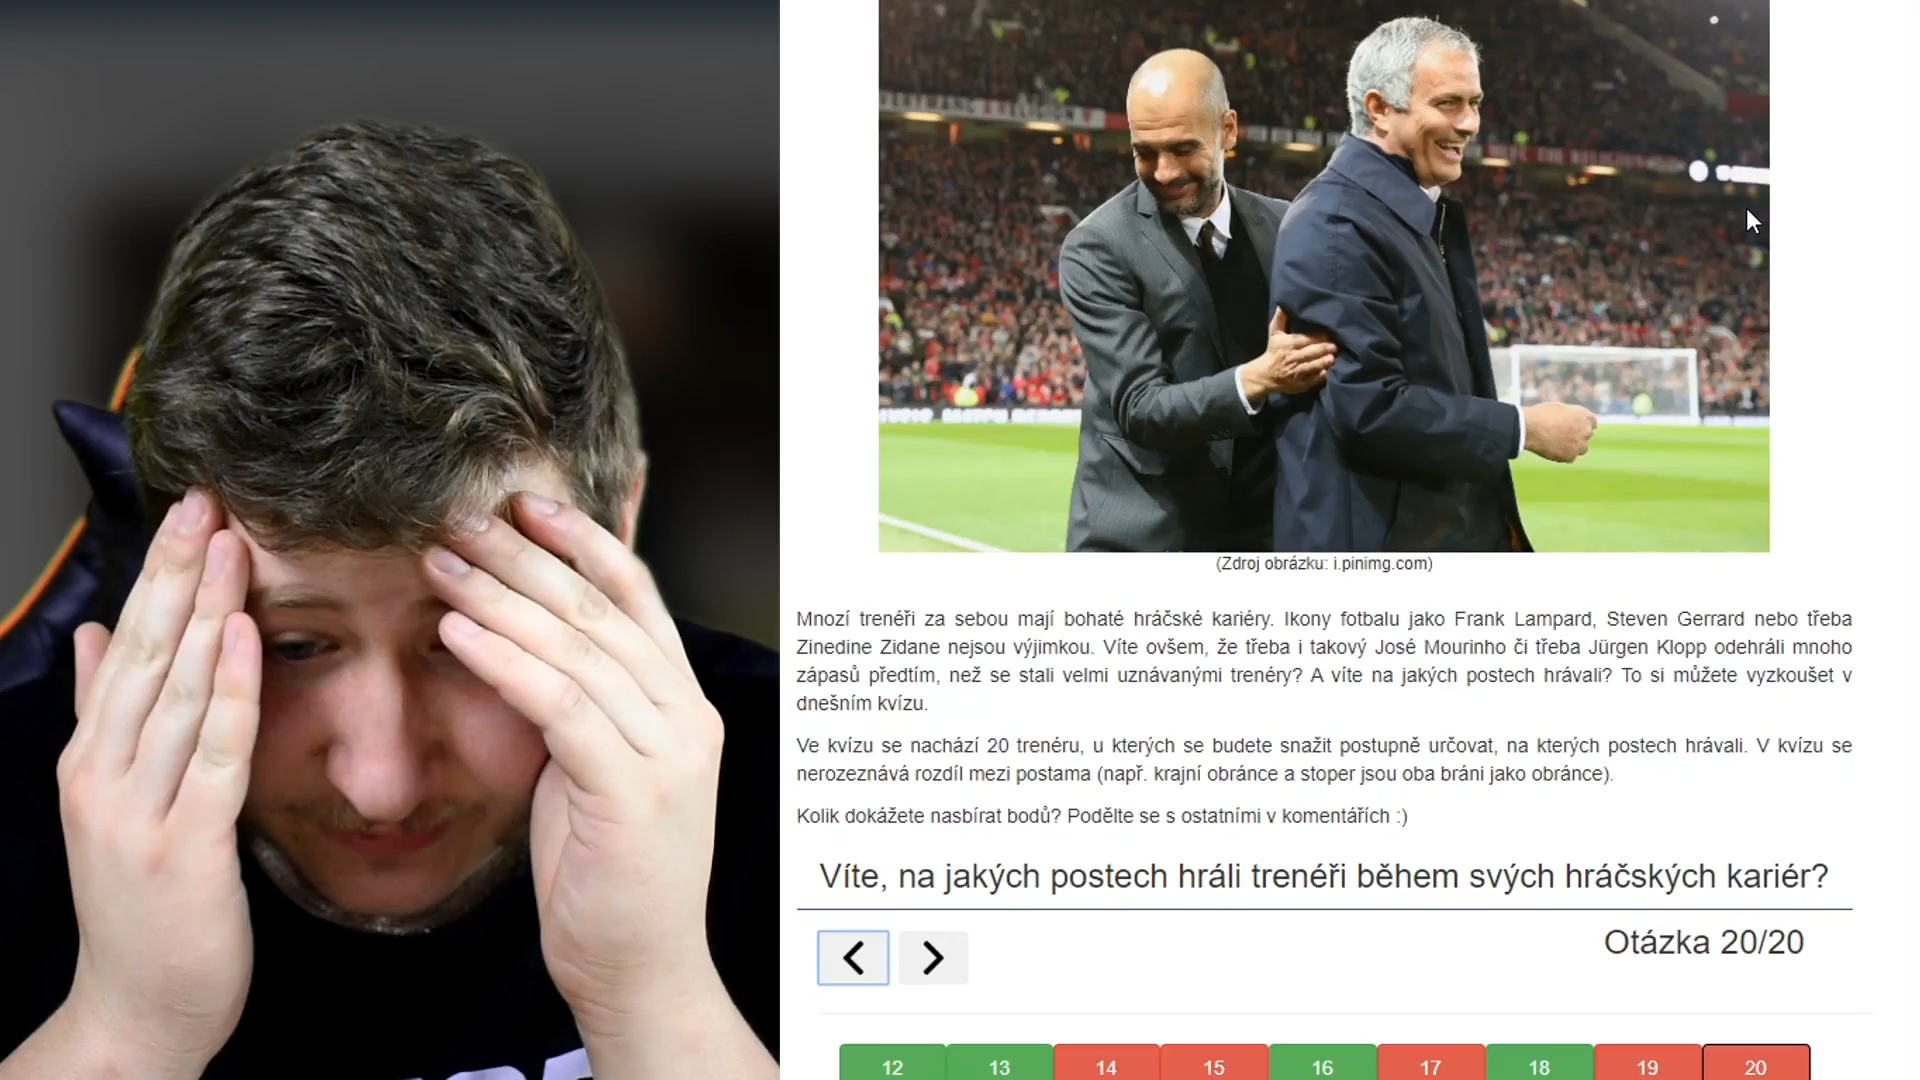 (Zdroj obrázku: i.pinimg.com)
Mnozí trenéři za sebou mají bohaté hráčské kariéry. Ikony fotbalu jako Frank Lampard, Steven Gerrard nebo třeba
Zinedine Zidane nejsou výjimkou. Víte ovšem, že třeba i takový José Mourinho či třeba Jürgen Klopp odehráli mnoho
zápasů předtím, než se stali velmi uznávanými trenéry? A víte na jakých postech hrávali? To si můžete vyzkoušet v
dnešním kvízu.
Ve kvízu se nachází 20 trenéru, u kterých se budete snažit postupně určovat, na kterých postech hrávali. V kvízu se
nerozeznává rozdíl mezi postama (např. krajní obránce a stoper jsou oba bráni jako obránce).
Kolik dokážete nasbírat bodů? Podělte se s ostatními v komentářích :)
Víte, na jakých postech hráli trenéři během svých hráčských kariér?
Otázka 20/20
12 13 14 15 16 17 18 19 20